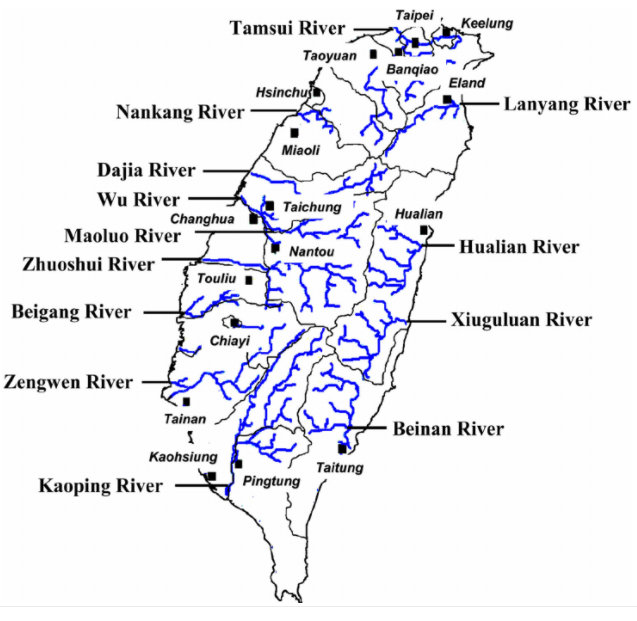 Taipei
Tamsui River
Keelung
Taoyuan
Banqiao
Eland
Hsinchu
Lanyang River
Nankang River
Miaoli
Dajia River
Wu River
Taichung
Changhua
Hualian
Maoluo River
Hualian River
Nantou
Zhuoshui River
Touliu
Beigang River
Xiuguluan River
Chiayi
Zengwen River
Tainan
Beinan River
Kaohsiung
Taitung
Pingtung
Kaoping River